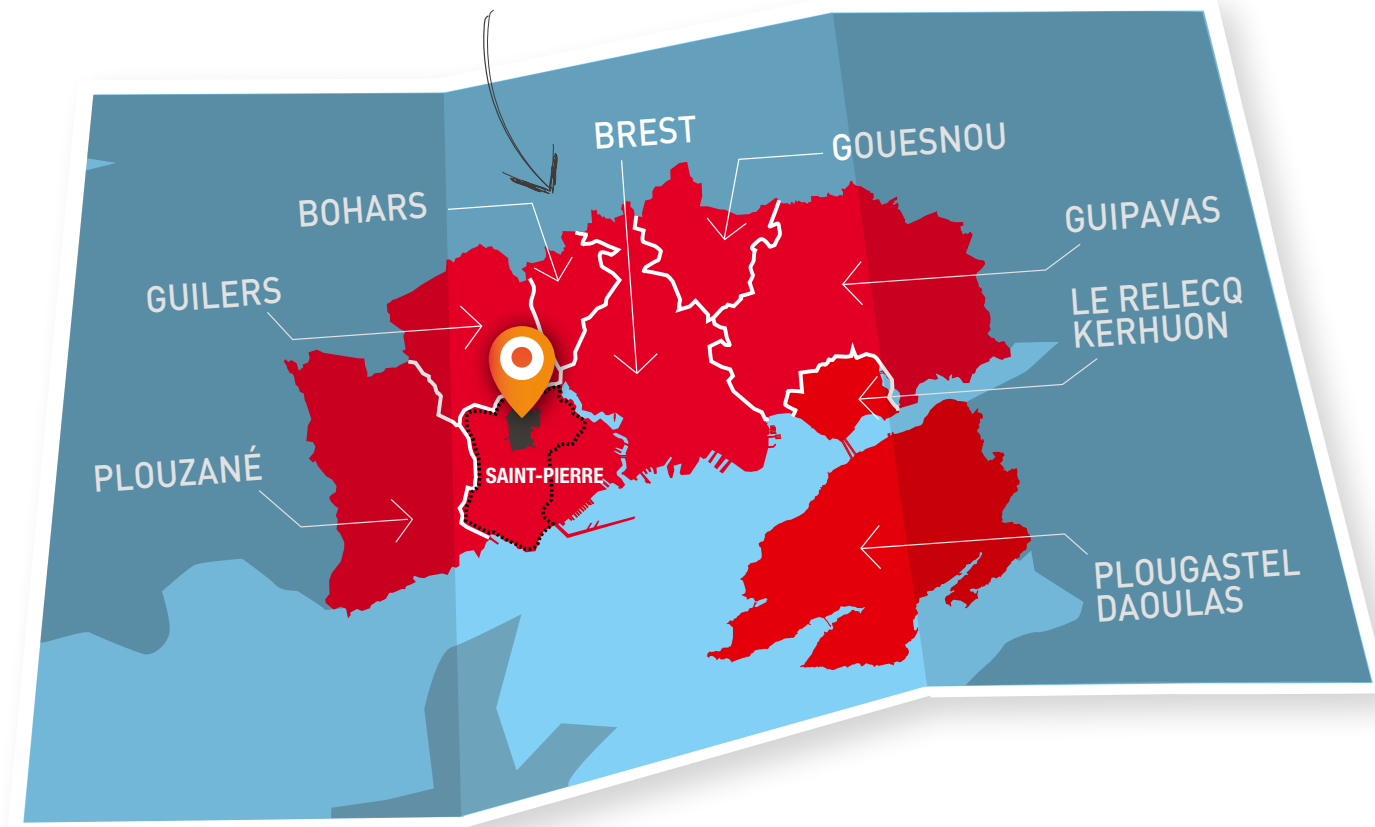 BREST
GOUESNOU
BOHARS
GUIPAVAS
GUILERS
LE RELECQ
KERHUON
PLOUZANÉ
SAINT-PIERRE
PLOUGASTEL
DAOULAS